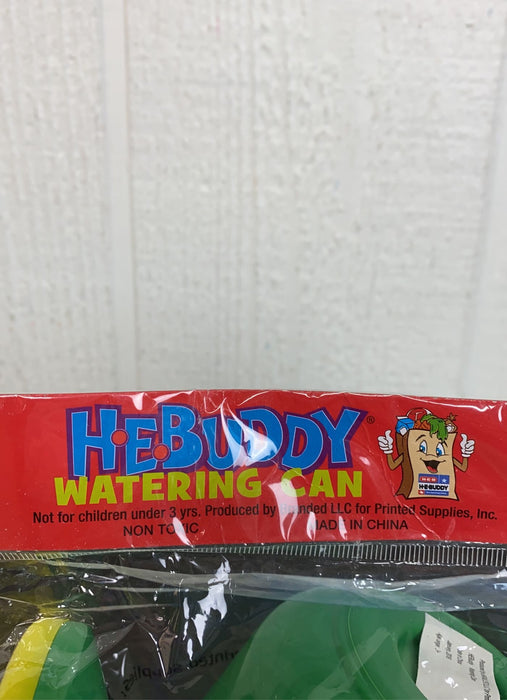 H·E·BUDDY®
WATERING CAN
Not for children under 3 yrs. Produced by Branded LLC for Printed Supplies, Inc.
NON TOXIC MADE IN CHINA
H·E·B
H·E·BUDDY